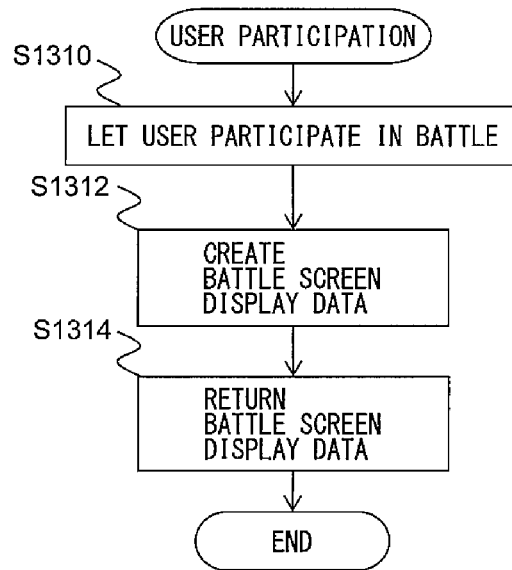 USER PARTICIPATION
S1310
LET USER PARTICIPATE IN BATTLE
S1312
CREATE
BATTLE SCREEN
DISPLAY DATA
S1314
RETURN
BATTLE SCREEN
DISPLAY DATA
END